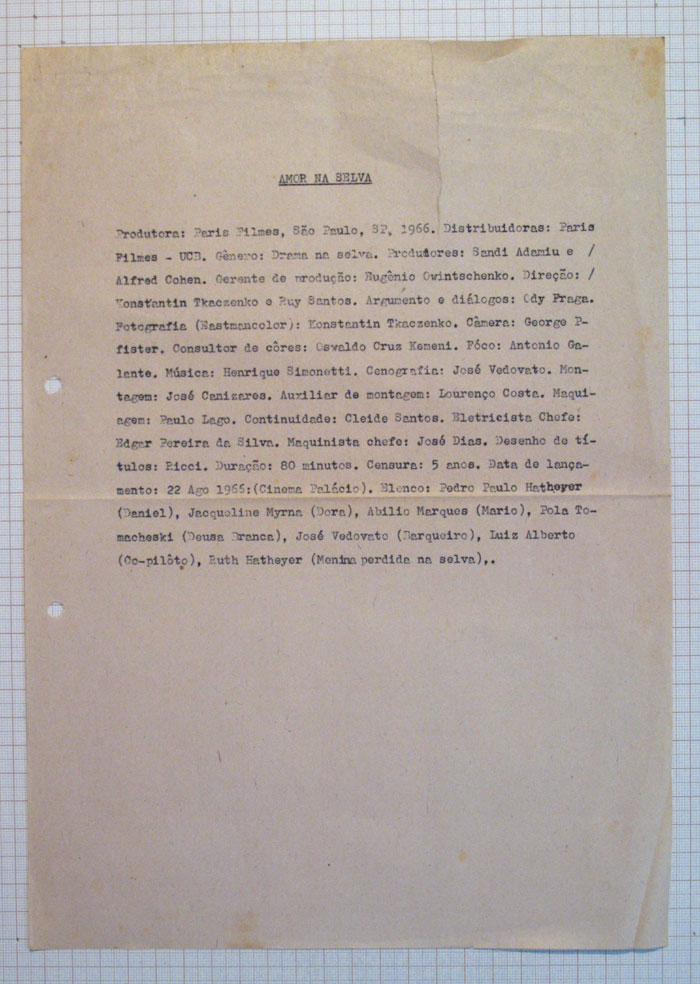 AMOR NA SELVA
Produtora: Paris Filmes, São Paulo, SP, 1966. Distribuidoras: Paris
Filmes - UCB. Gênero: Drama na selva. Produtores: Sandi Adamiu e /
Alfred Cohen. Gerente de produção: Eugênio Owintschenko. Direção: /
Konstantin Tkaczenko e Ruy Santos. Argumento e diálogos: Ody Fraga.
Fotografia (Eastmancolor): Konstantin Tkaczenko. Câmera: George P-
fister. Consultor de côres: Oswaldo Cruz Kemeni. Fóco: Antonio Ga-
lante. Música: Henrique Simonetti. Cenografia: José Vedovato. Mon-
tagem: José Canizares. Auxiliar de montagem: Lourenço Costa. Maqui-
agem: Paulo Lago. Continuidade: Cleide Santos. Eletricista Chefe:
Edgar Pereira da Silva. Maquinista chefe: José Dias. Desenho de tí-
tulos: Ricci. Duração: 80 minutos. Censura: 5 anos. Data de lança-
mento: 22 Ago 1966:(Cinema Palácio). Elenco: Pedro Paulo Hatheyer
(Daniel), Jacqueline Myrna (Dora), Abilio Marques (Mario), Pola To-
macheski (Deusa Branca), José Vedovato (Barqueiro), Luiz Alberto
(Co-pilôto), Ruth Hatheyer (Menina perdida na selva),.